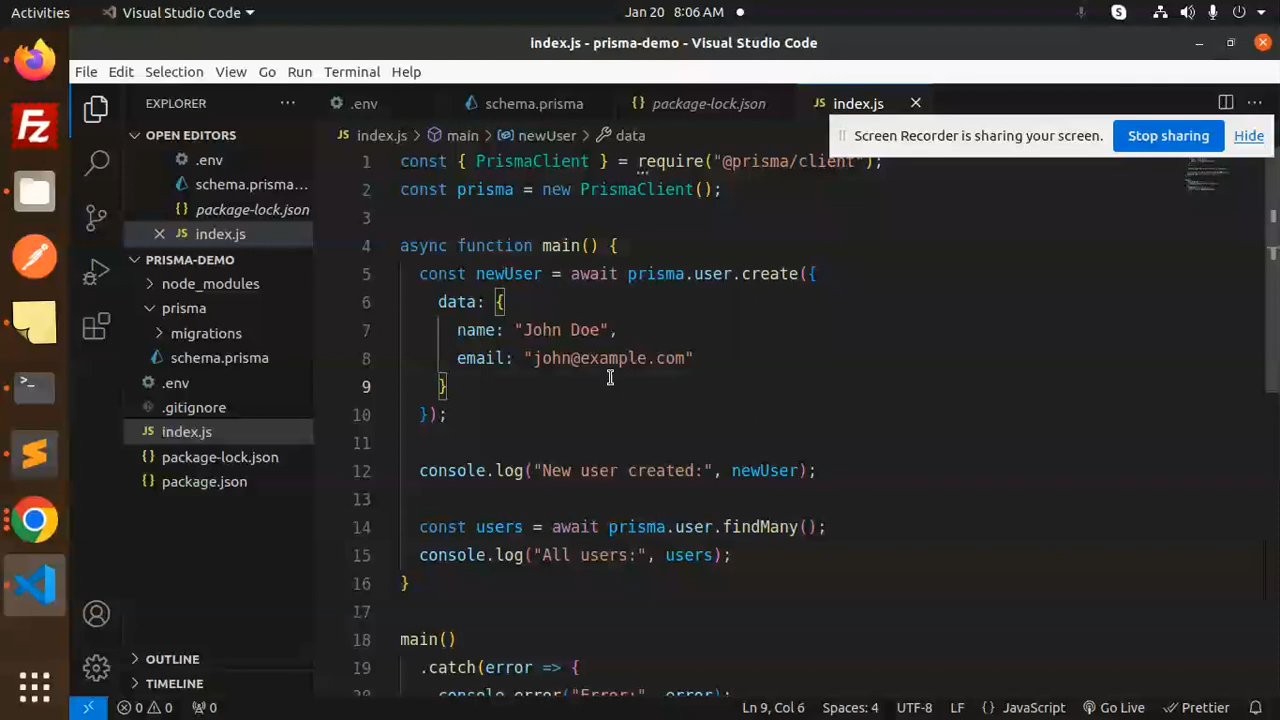 Activities
Visual Studio Code
Jan 20 8:06 AM
index.js - prisma-demo - Visual Studio Code
File Edit Selection View Go Run Terminal Help
EXPLORER
.env
schema.prisma
package-lock.json
index.js
OPEN EDITORS
.env
schema.prisma...
package-lock.json
index.js
PRISMA-DEMO
node_modules
prisma
migrations
schema.prisma
.env
.gitignore
index.js
package-lock.json
package.json
OUTLINE
TIMELINE
index.js > main > newUser > data
Screen Recorder is sharing your screen. Stop sharing Hide
1 const { PrismaClient } = require("@prisma/client");
2 const prisma = new PrismaClient();
3
4 async function main() {
5 const newUser = await prisma.user.create({
6 data: {
7 name: "John Doe",
8 email: "john@example.com"
9 }
10 });
11
12 console.log("New user created:", newUser);
13
14 const users = await prisma.user.findMany();
15 console.log("All users:", users);
16 }
17
18 main()
19 .catch(error => {
20 console.error("Error:", error);
0 0 0
Ln 9, Col 6 Spaces: 4 UTF-8 LF {} JavaScript Go Live Prettier